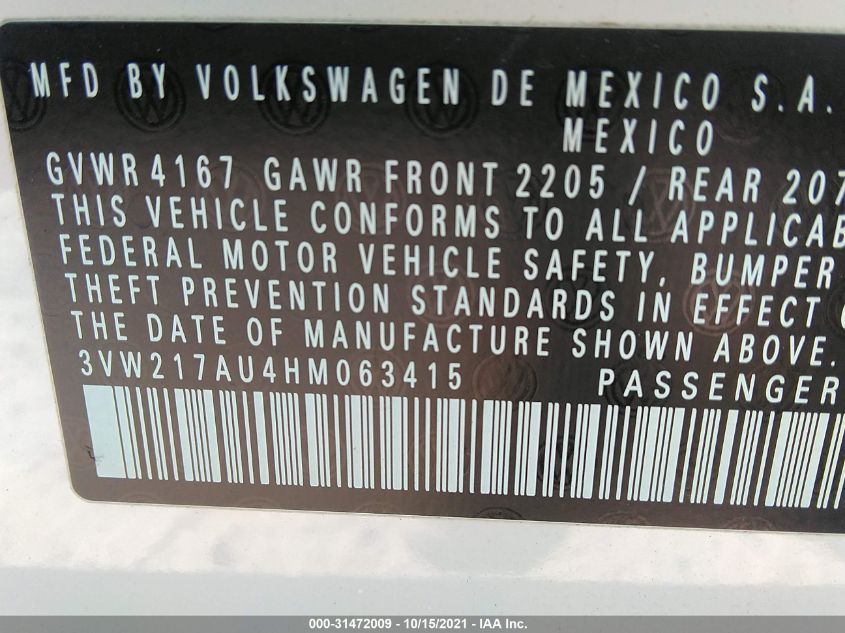 MFD BY VOLKSWAGEN DE MEXICO S.A.
MEXICO
GVWR 4167 GAWR FRONT 2205 / REAR 207
THIS VEHICLE CONFORMS TO ALL APPLICAB
FEDERAL MOTOR VEHICLE SAFETY, BUMPER
THEFT PREVENTION STANDARDS IN EFFECT
THE DATE OF MANUFACTURE SHOWN ABOVE.
3VW217AU4HM063415 PASSENGER
000-31472009 - 10/15/2021 - IAA Inc.